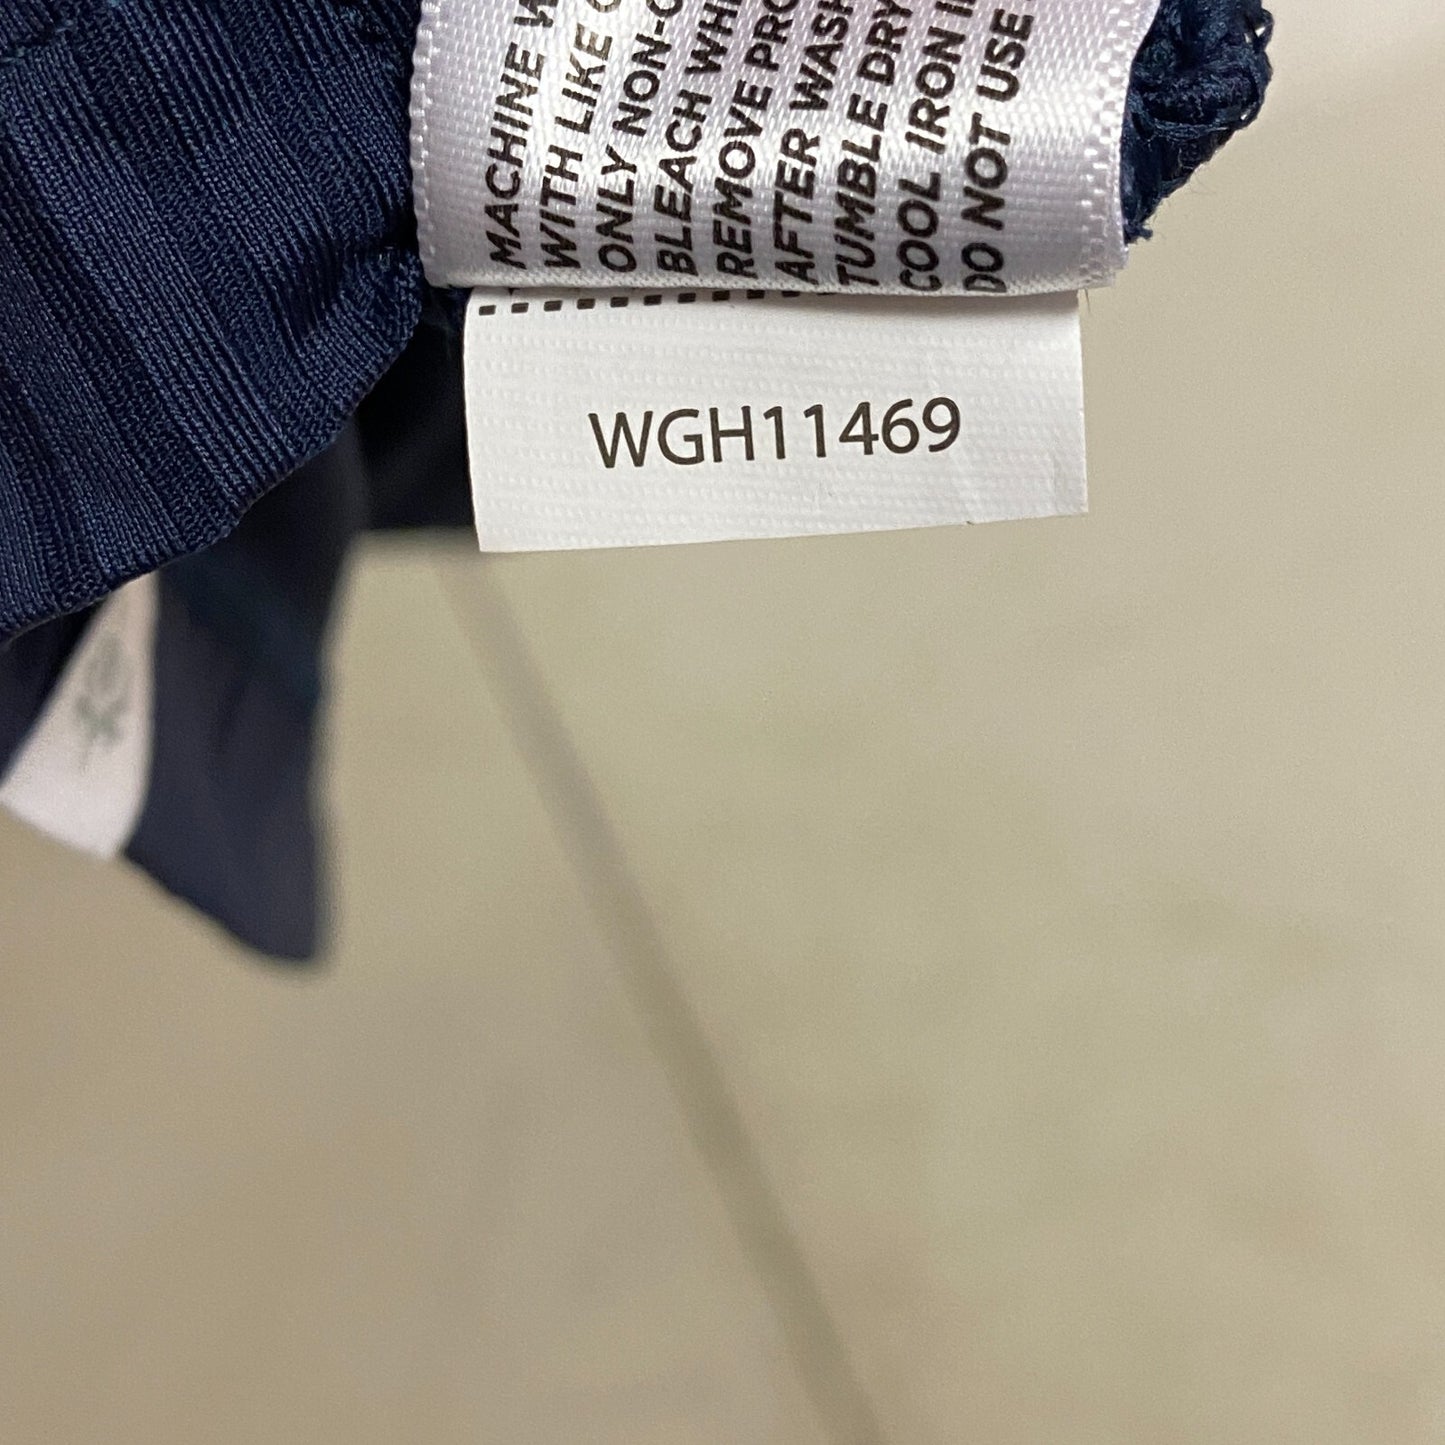 MACHINE W
WITH LIKE
ONLY NON-
BLEACH WH
REMOVE PRO
AFTER WASH
TUMBLE DRY
COOL IRON I
DO NOT USE
WGH11469